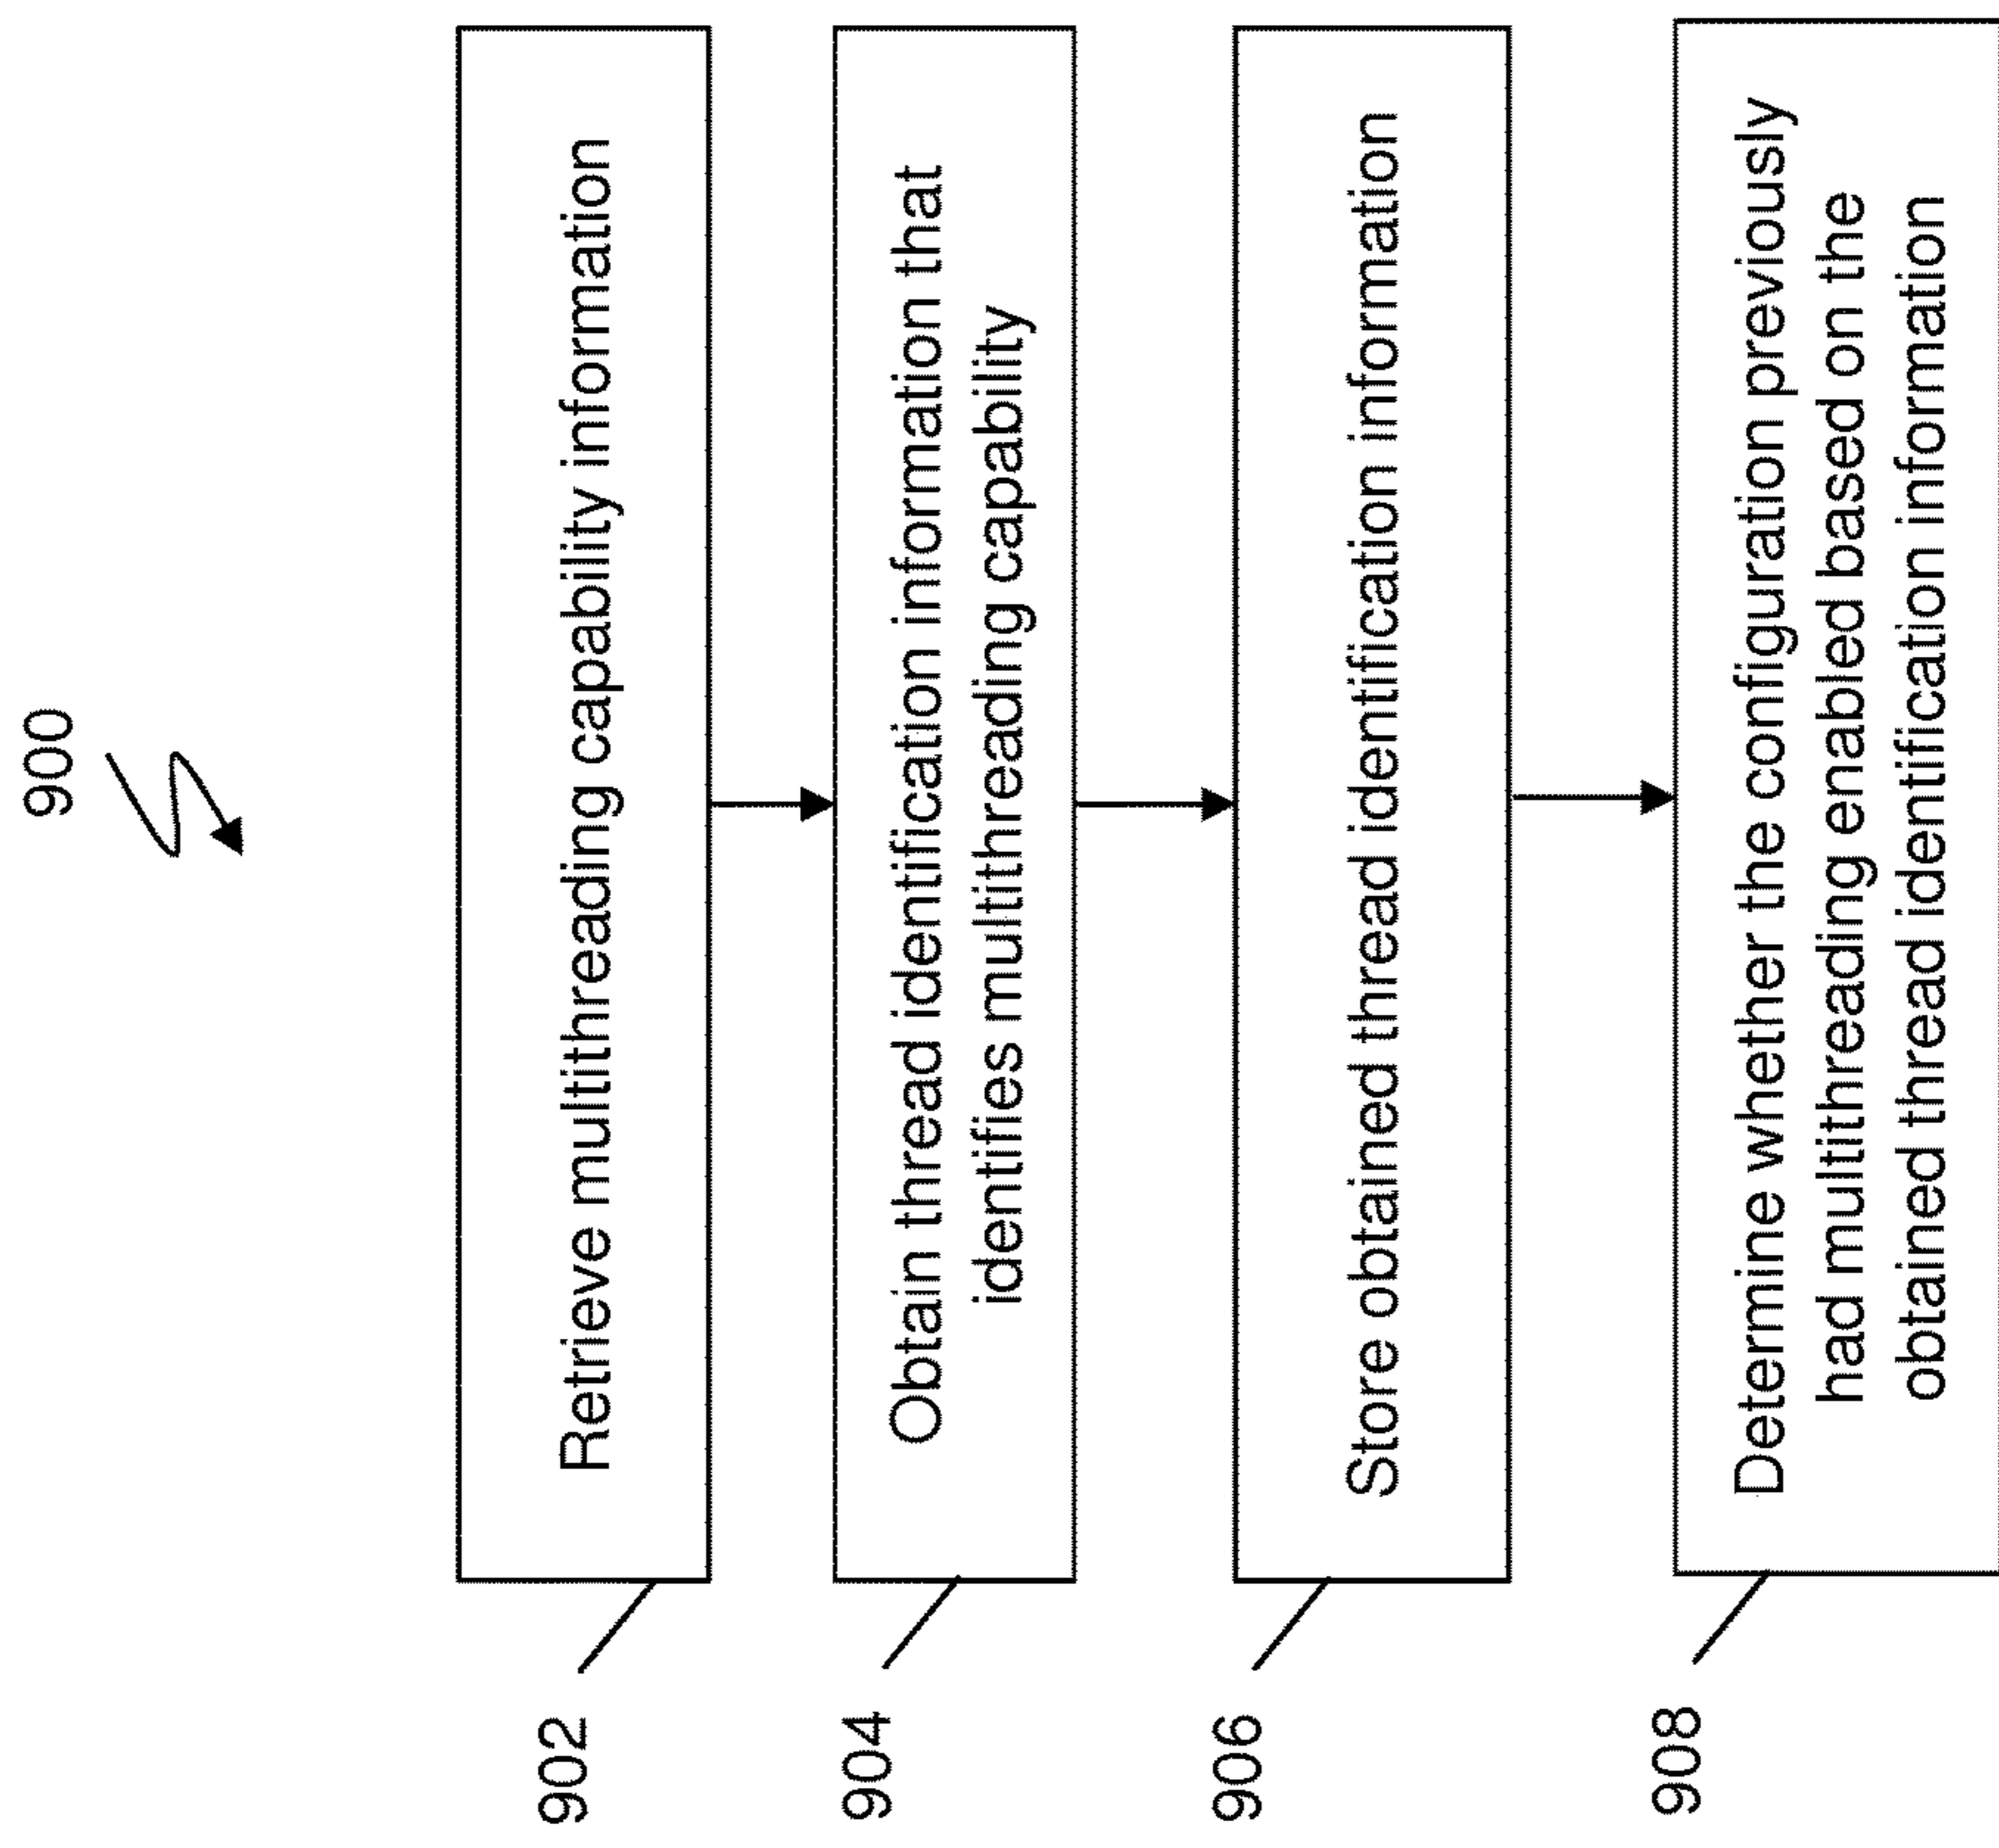 900
902
Retrieve multithreading capability information
904
Obtain thread identification information that
identifies multithreading capability
906
Store obtained thread identification information
908
Determine whether the configuration previously
had multithreading enabled based on the
obtained thread identification information